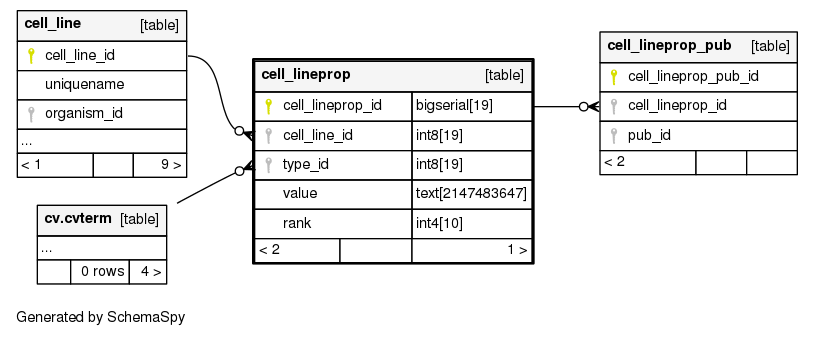 cell_line [table]
cell_line_id
uniquename
organism_id
...
< 1 9 >
cv.cvterm [table]
...
0 rows 4 >
cell_lineprop [table]
cell_lineprop_id bigserial[19]
cell_line_id int8[19]
type_id int8[19]
value text[2147483647]
rank int4[10]
< 2 1 >
cell_lineprop_pub [table]
cell_lineprop_pub_id
cell_lineprop_id
pub_id
< 2
Generated by SchemaSpy